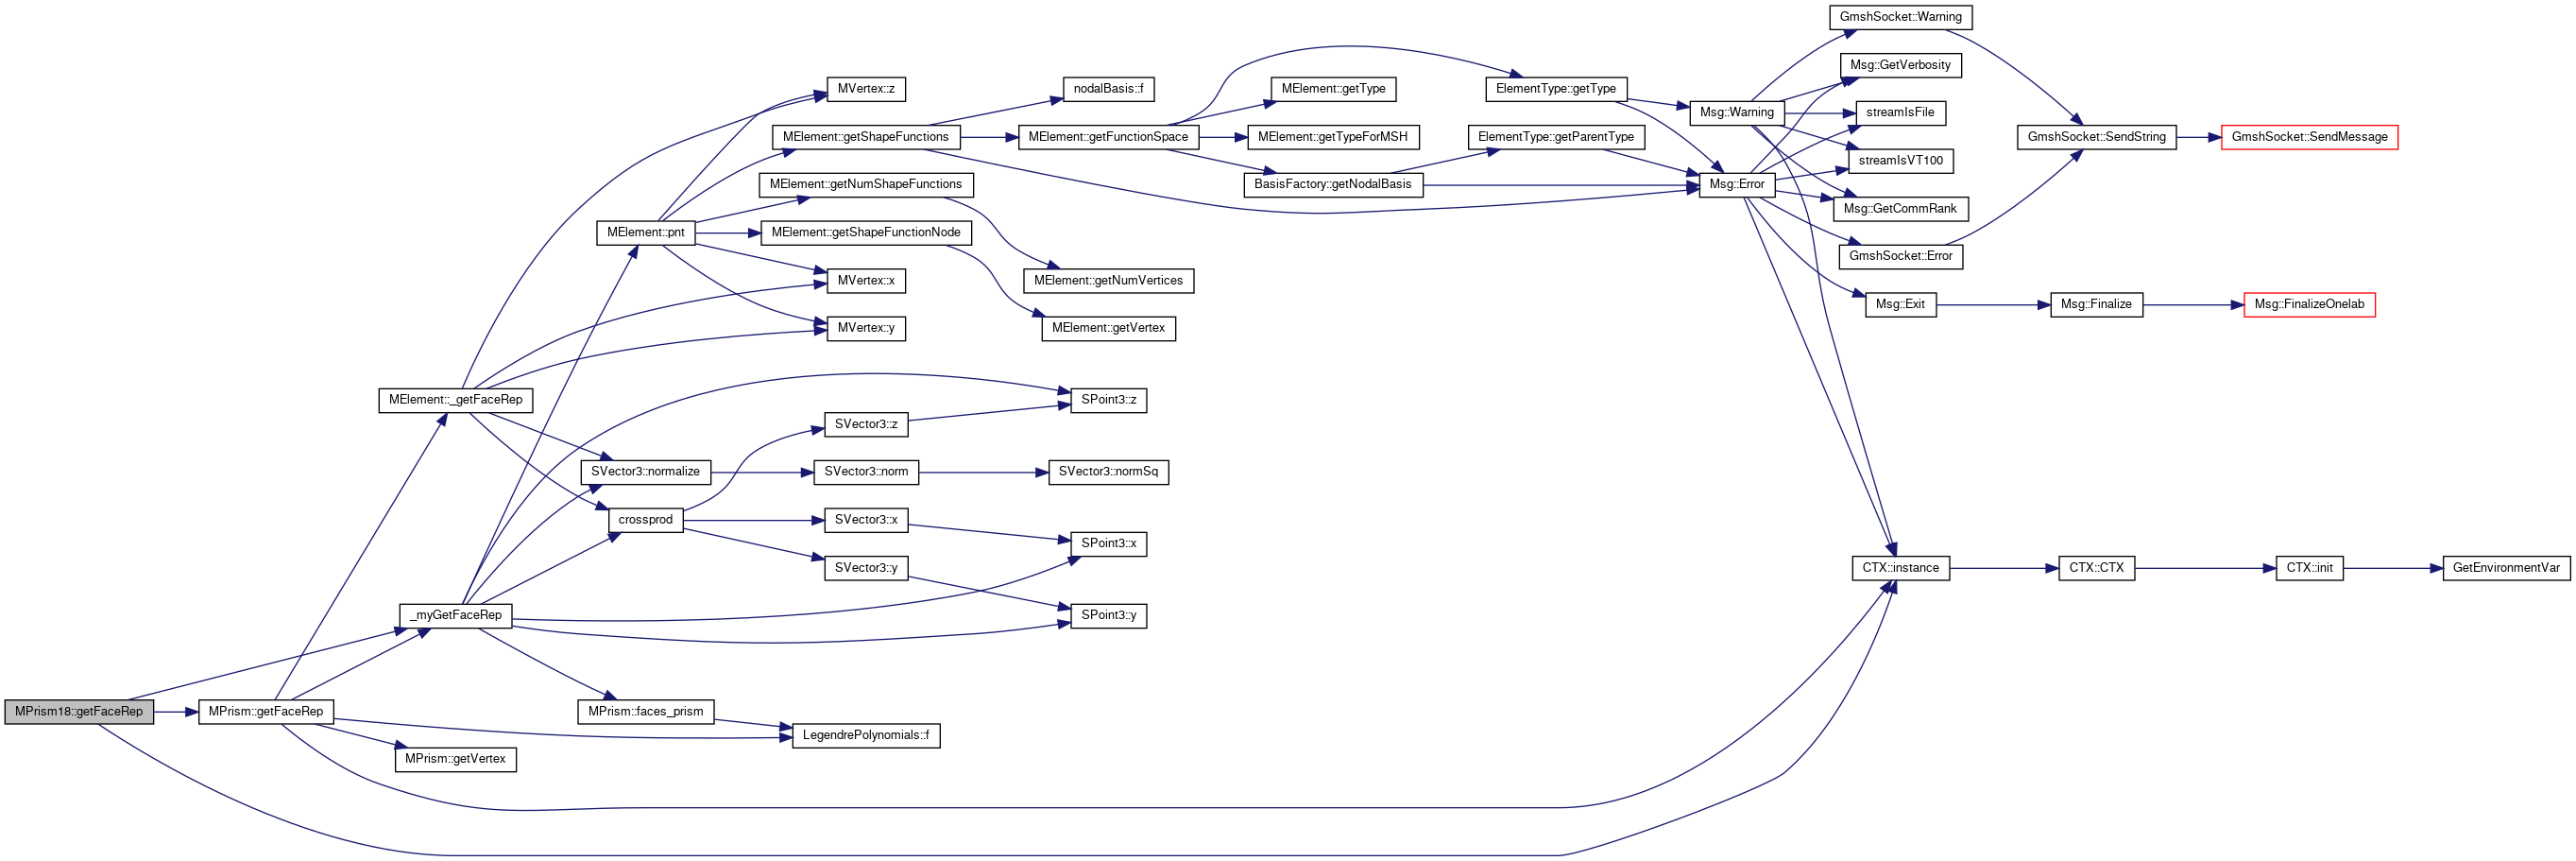 GmshSocket::Warning
Msg::GetVerbosity
MVertex::z
nodalBasis::f
MElement::getType
ElementType::getType
Msg::Warning
streamIsFile
MElement::getShapeFunctions
MElement::getFunctionSpace
MElement::getTypeForMSH
ElementType::getParentType
GmshSocket::SendString
GmshSocket::SendMessage
streamIsVT100
MElement::getNumShapeFunctions
BasisFactory::getNodalBasis
Msg::Error
Msg::GetCommRank
MElement::pnt
MElement::getShapeFunctionNode
GmshSocket::Error
MVertex::x
MElement::getNumVertices
Msg::Exit
Msg::Finalize
Msg::FinalizeOnelab
MVertex::y
MElement::getVertex
MElement::_getFaceRep
SPoint3::z
SVector3::z
SVector3::normalize
SVector3::norm
SVector3::normSq
crossprod
SVector3::x
SPoint3::x
SVector3::y
CTX::instance
CTX::CTX
CTX::init
GetEnvironmentVar
_myGetFaceRep
SPoint3::y
MPrism18::getFaceRep
MPrism::getFaceRep
MPrism::faces_prism
LegendrePolynomials::f
MPrism::getVertex